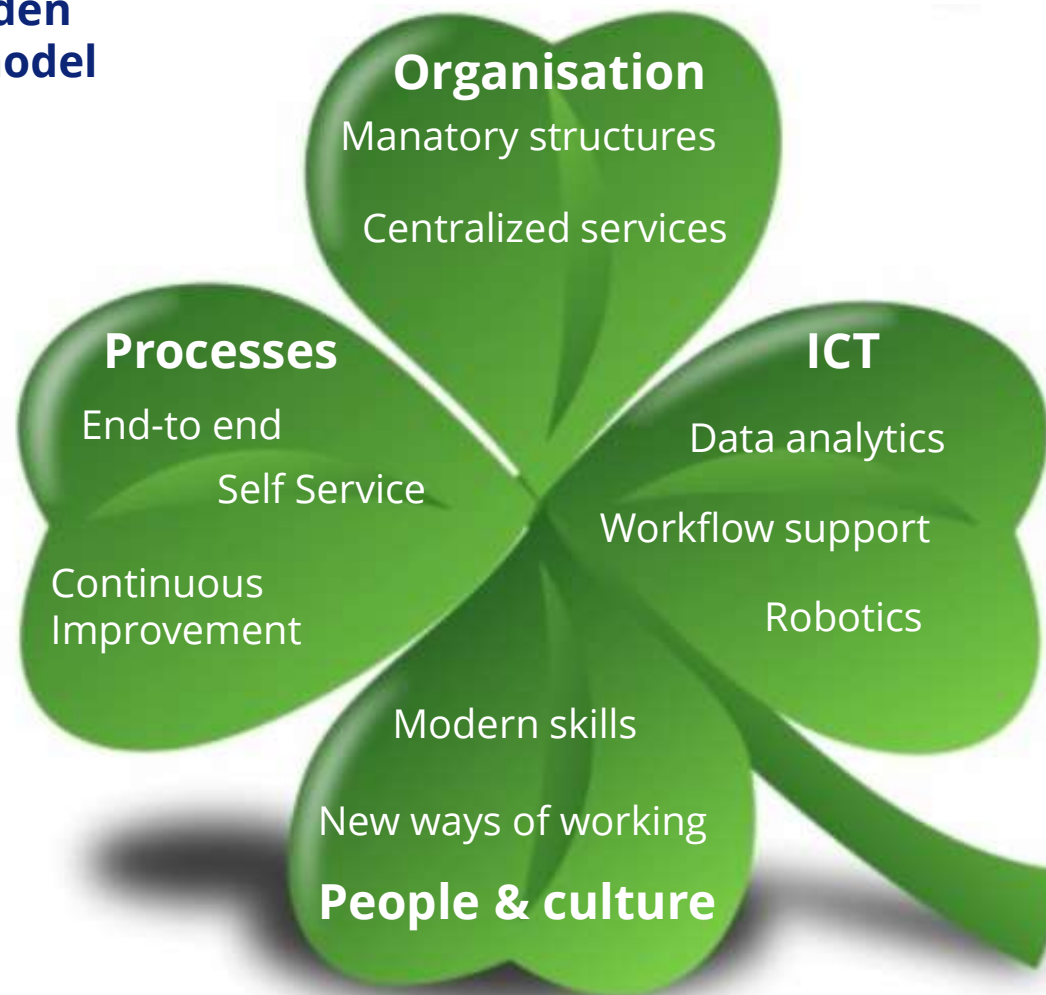 den
odel
Organisation
Manatory structures
Centralized services
Processes
End-to end
Self Service
Continuous
Improvement
ICT
Data analytics
Workflow support
Robotics
Modern skills
New ways of working
People & culture